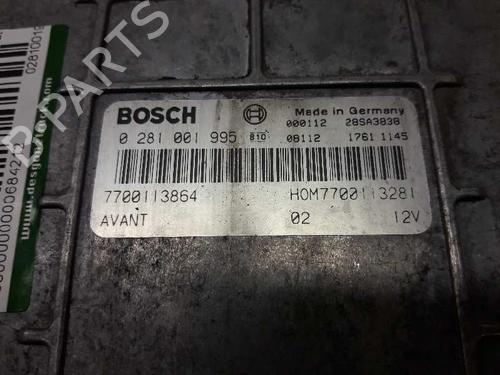 BOSCH
Made in Germany
000112 28SA3838
0 281 001 995 810 08112 1761 1145
7700113864 HOM7700113281
AVANT 02 12V
B-PARTS